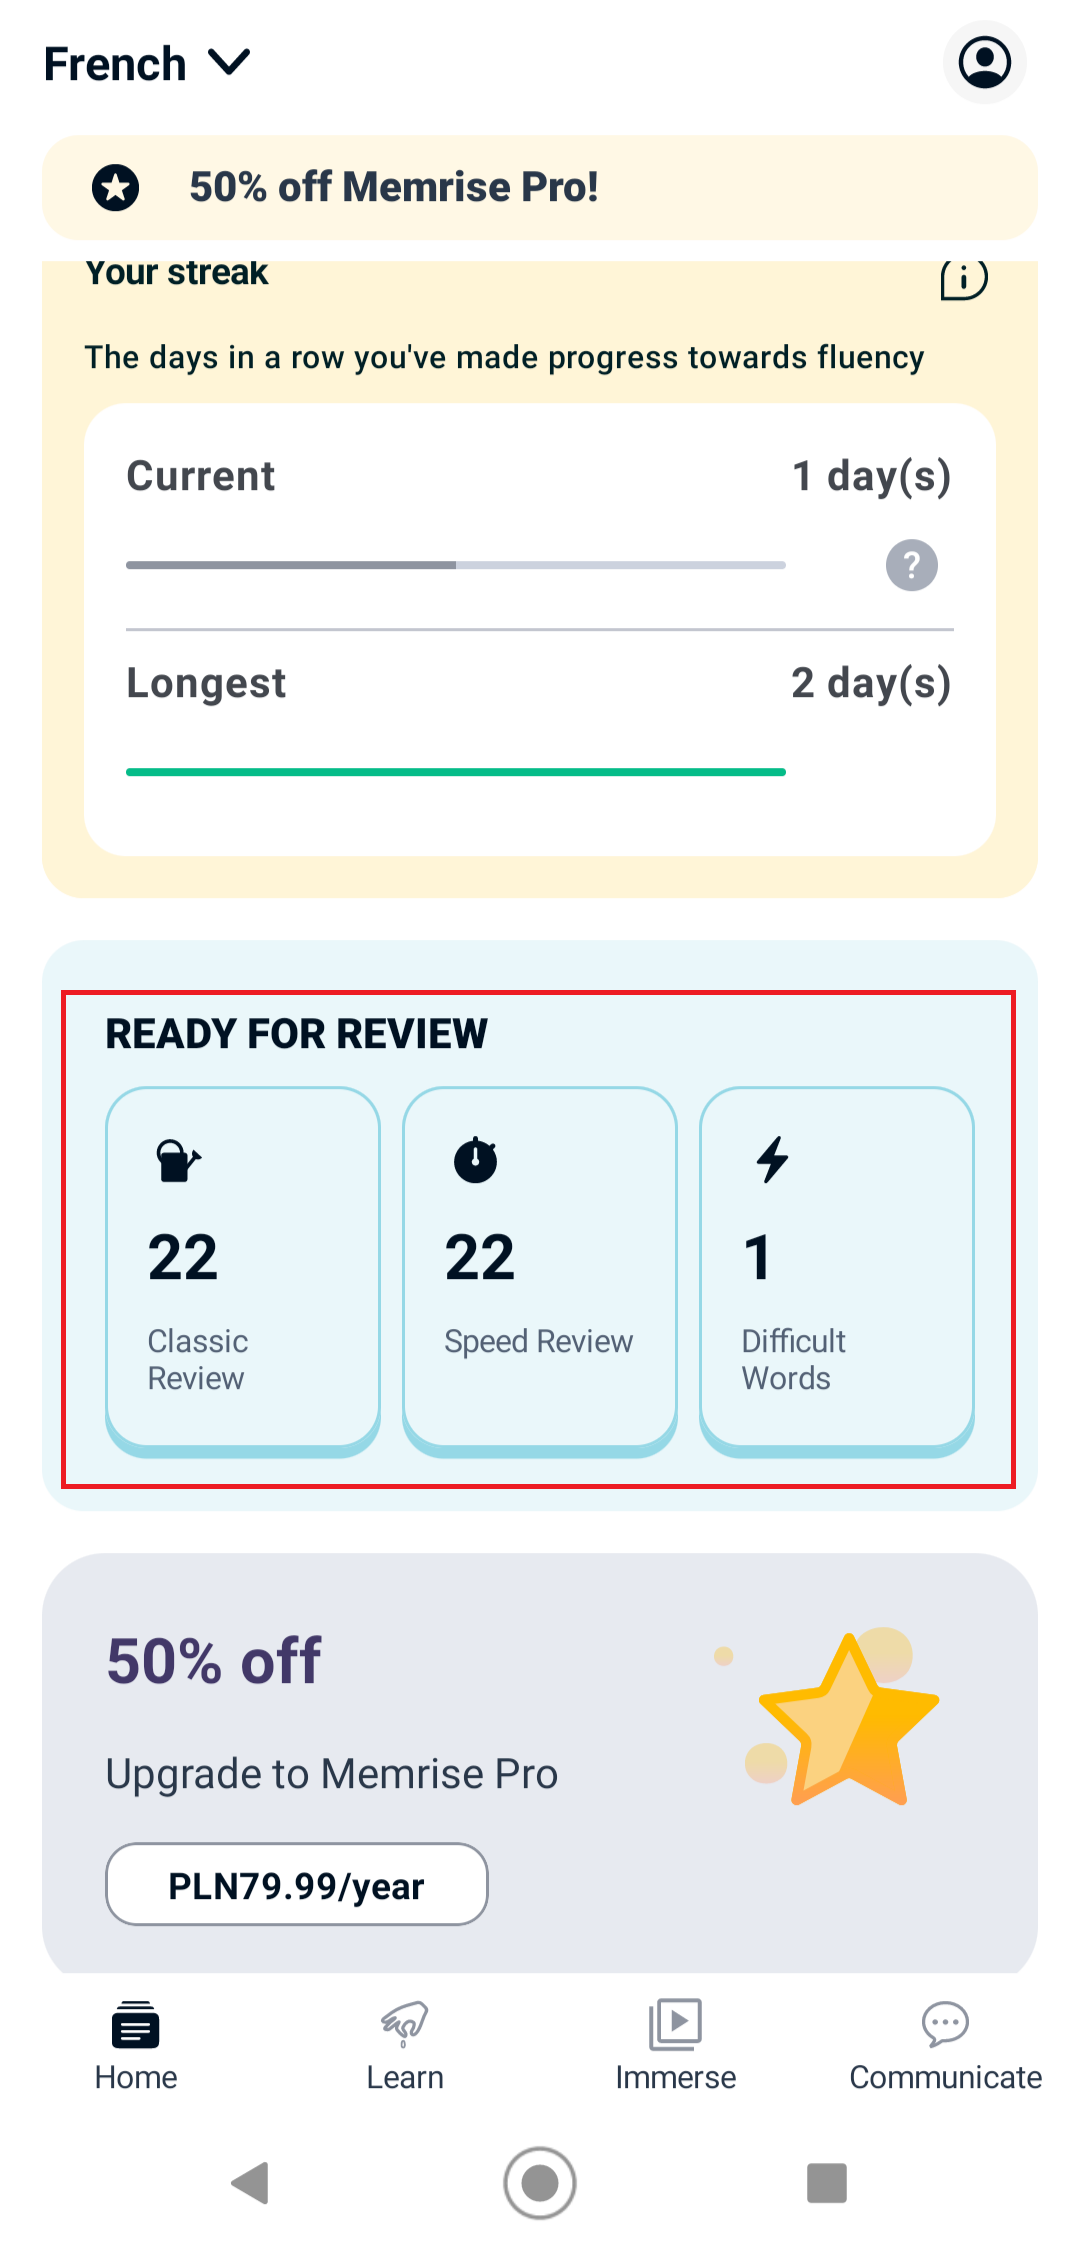 French
50% off Memrise Pro!
Your streak
The days in a row you've made progress towards fluency
Current 1 day(s)
?
Longest 2 day(s)
READY FOR REVIEW
22
Classic
Review
22
Speed Review
1
Difficult
Words
50% off
Upgrade to Memrise Pro
PLN79.99/year
Home Learn Immerse Communicate